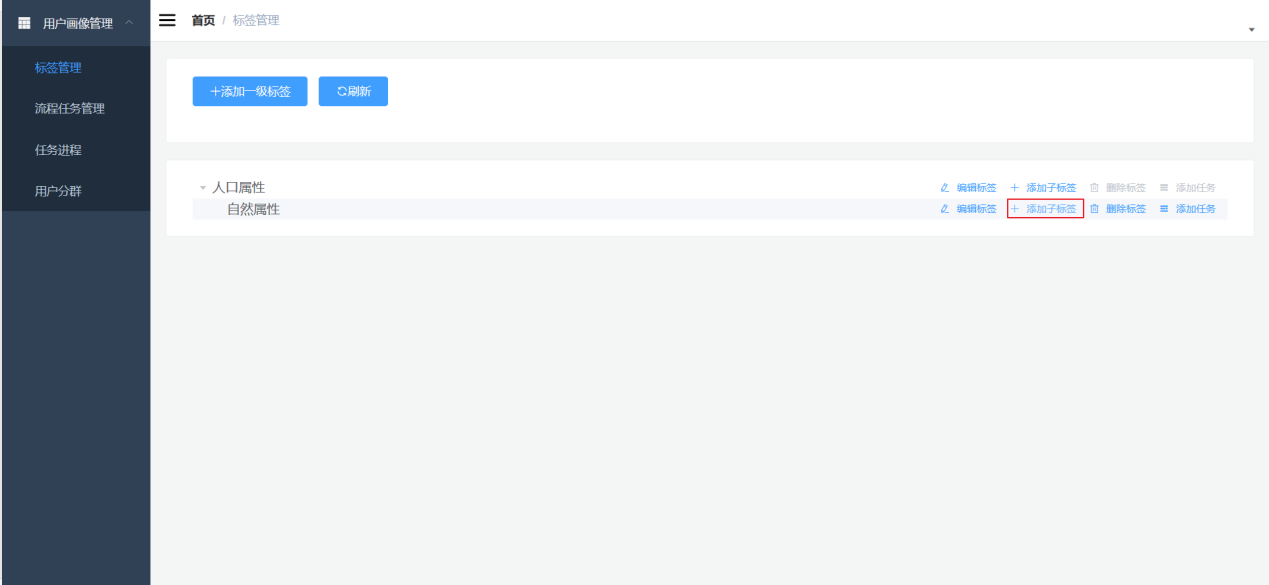 用户画像管理
首页 / 标签管理
标签管理
流程任务管理
任务进程
用户分群
+添加一级标签 刷新
人口属性 编辑标签 + 添加子标签 删除标签 添加任务
自然属性 编辑标签 + 添加子标签 删除标签 添加任务